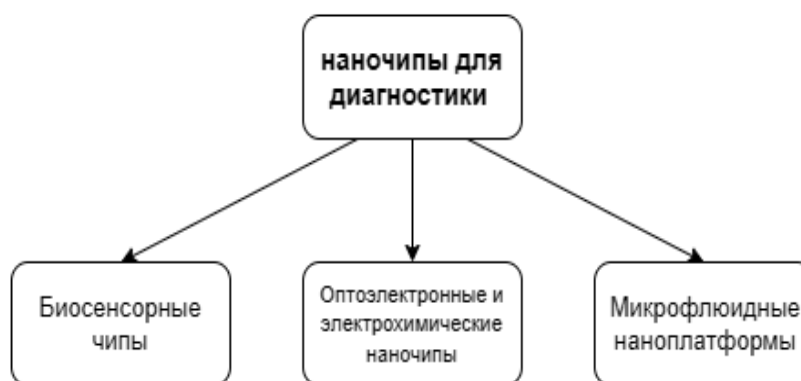 наночипы для
диагностики
Биосенсорные
чипы
Оптоэлектронные и
электрохимические
наночипы
Микрофлюидные
наноплатформы